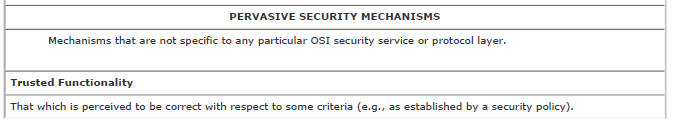 PERVASIVE SECURITY MECHANISMS
Mechanisms that are not specific to any particular OSI security service or protocol layer.
Trusted Functionality
That which is perceived to be correct with respect to some criteria (e.g., as established by a security policy).